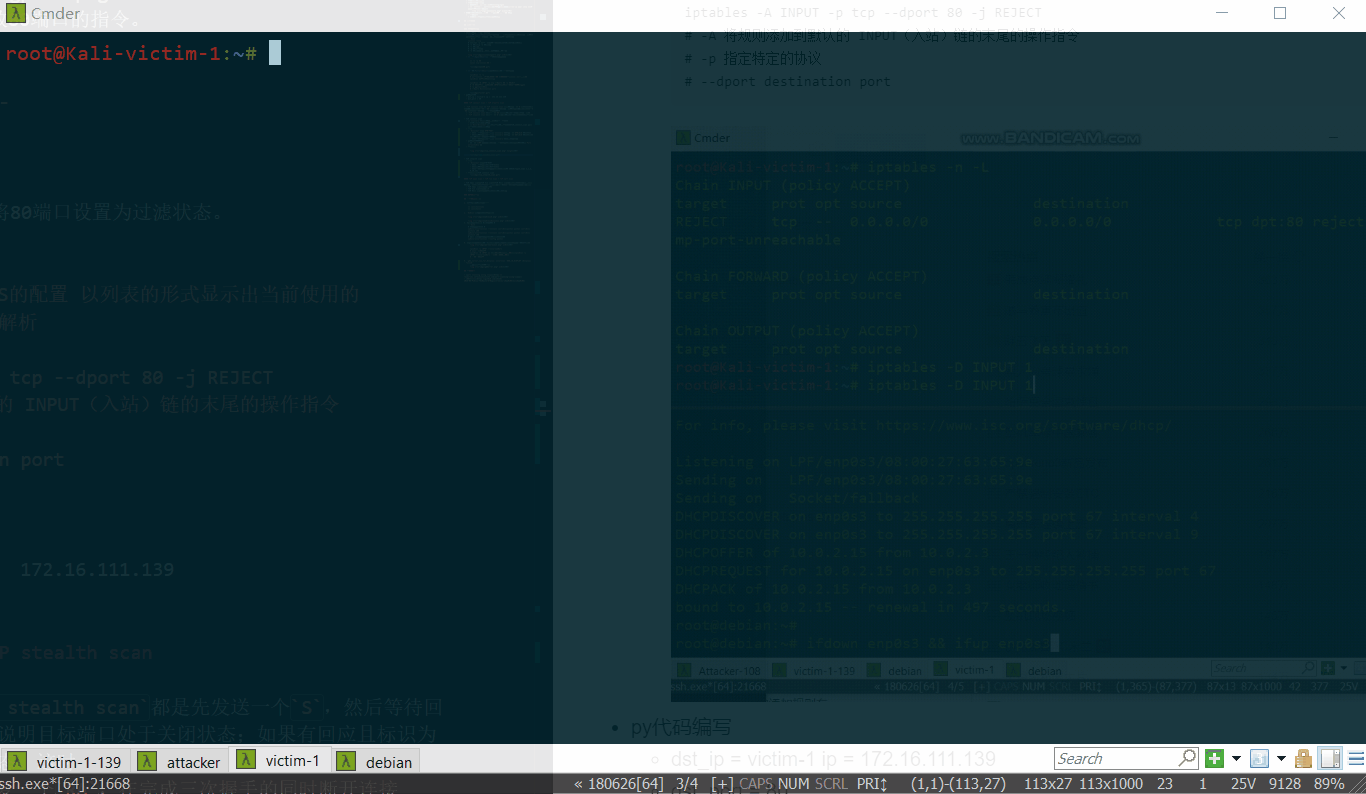 Cmder
的端口的指令。
root@Kali-victim-1:~#
将80端口设置为过滤状态。
S的配置 以列表的形式显示出当前使用的
解析
tcp --dport 80 -j REJECT
的 INPUT（入站）链的末尾的操作指令
n port
172.16.111.139
P stealth scan
stealth scan`都是先发送一个`S`，然后等待回
说明目标端口处于关闭状态；如果有回应且标识为
iptables -A INPUT -p tcp --dport 80 -j REJECT
# -A 将规则添加到默认的 INPUT（入站）链的末尾的操作指令
# -p 指定特定的协议
# --dport destination port
Cmder
www.BANDICAM.com
root@Kali-victim-1:~# iptables -n -L
Chain INPUT (policy ACCEPT)
target prot opt source destination
REJECT tcp -- 0.0.0.0/0 0.0.0.0/0 tcp dpt:80 reject
mp-port-unreachable
Chain FORWARD (policy ACCEPT)
target prot opt source destination
Chain OUTPUT (policy ACCEPT)
target prot opt source destination
root@Kali-victim-1:~# iptables -D INPUT 1
root@Kali-victim-1:~# iptables -D INPUT 1
For info, please visit https://www.isc.org/software/dhcp/
Listening on LPF/enp0s3/08:00:27:63:65:9e
Sending on LPF/enp0s3/08:00:27:63:65:9e
Sending on Socket/fallback
DHCPDISCOVER on enp0s3 to 255.255.255.255 port 67 interval 4
DHCPDISCOVER on enp0s3 to 255.255.255.255 port 67 interval 9
DHCPOFFER of 10.0.2.15 from 10.0.2.3
DHCPREQUEST for 10.0.2.15 on enp0s3 to 255.255.255.255 port 67
DHCPACK of 10.0.2.15 from 10.0.2.3
bound to 10.0.2.15 -- renewal in 497 seconds.
root@debian:~#
root@debian:~# ifdown enp0s3 && ifup enp0s3
Attacker-108 victim-1-139 debian victim-1 debian Search
ssh.exe*[64]:21668 « 180626[64] 4/5 [+] CAPS NUM SCRL PRI↕ (1,365)-(87,377) 87x13 87x1000 42 377 25V
• py代码编写
dst_ip = victim-1 ip = 172.16.111.139
victim-1-139 attacker victim-1 debian Search
ssh.exe*[64]:21668 « 180626[64] 3/4 [+] CAPS NUM SCRL PRI↕ (1,1)-(113,27) 113x27 113x1000 23 1 25V 9128 89%